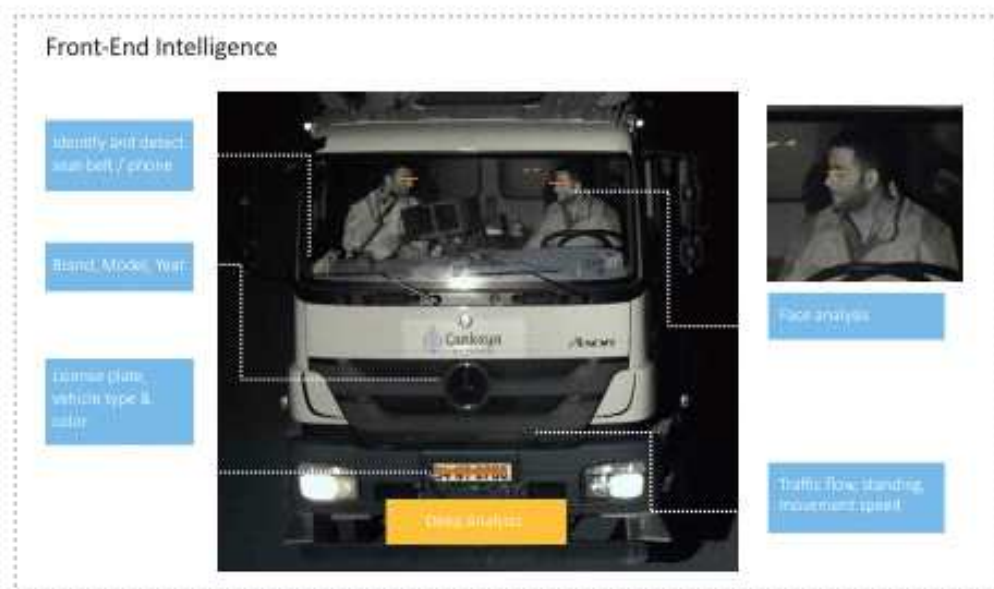 Front-End Intelligence
Identify and detect
seat belt / phone
Brand, Model, Year
License plate,
vehicle type &
color
Çankaya
Axor
Deep Analysis
Face analysis
Traffic flow, standing,
movement speed